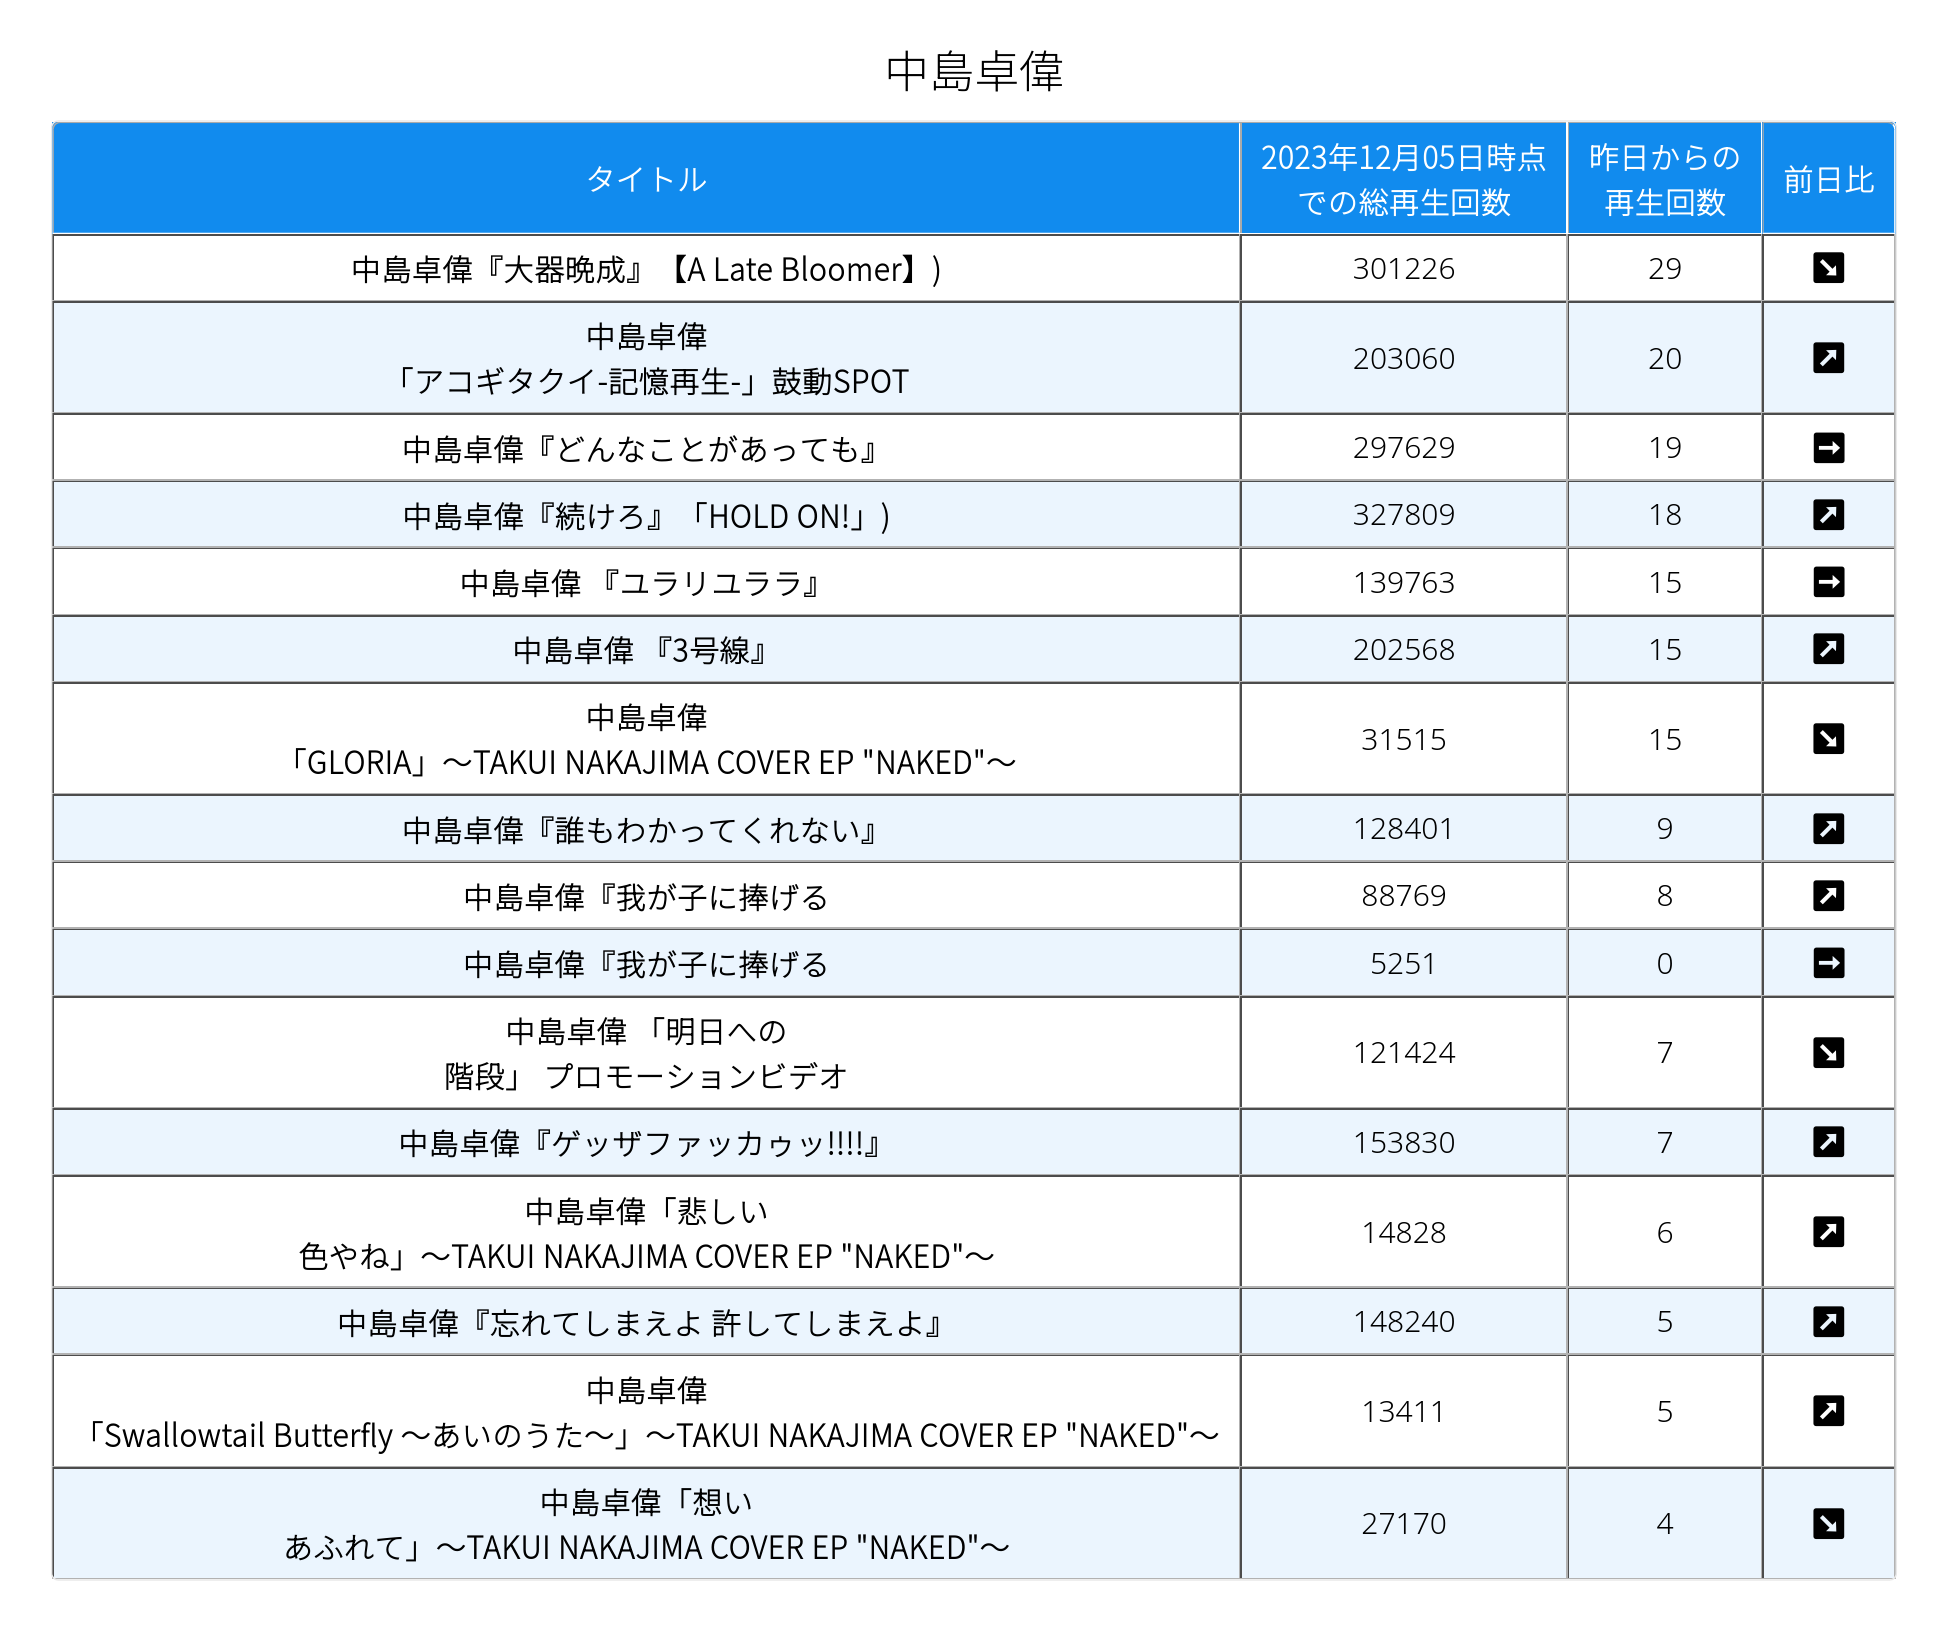 中島卓偉
タイトル
2023年12月05日時点
での総再生回数
昨日からの
再生回数
前日比
中島卓偉『大器晩成』【A Late Bloomer】)
301226
29
↘
中島卓偉
「アコギタクイ-記憶再生-」鼓動SPOT
203060
20
↗
中島卓偉『どんなことがあっても』
297629
19
→
中島卓偉『続けろ』「HOLD ON!」)
327809
18
↗
中島卓偉 『ユラリユララ』
139763
15
→
中島卓偉 『3号線』
202568
15
↗
中島卓偉
「GLORIA」〜TAKUI NAKAJIMA COVER EP "NAKED"〜
31515
15
↘
中島卓偉『誰もわかってくれない』
128401
9
↗
中島卓偉『我が子に捧げる
88769
8
↗
中島卓偉『我が子に捧げる
5251
0
→
中島卓偉 「明日への
階段」 プロモーションビデオ
121424
7
↘
中島卓偉『ゲッザファッカゥッ!!!!』
153830
7
↗
中島卓偉「悲しい
色やね」〜TAKUI NAKAJIMA COVER EP "NAKED"〜
14828
6
↗
中島卓偉『忘れてしまえよ 許してしまえよ』
148240
5
↗
中島卓偉
「Swallowtail Butterfly 〜あいのうた〜」〜TAKUI NAKAJIMA COVER EP "NAKED"〜
13411
5
↗
中島卓偉「想い
あふれて」〜TAKUI NAKAJIMA COVER EP "NAKED"〜
27170
4
↘